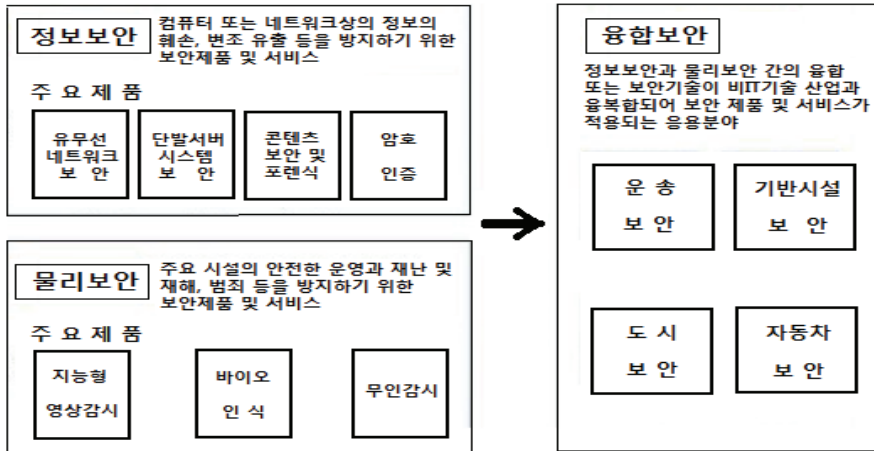 정보보안
컴퓨터 또는 네트워크상의 정보의
훼손, 변조 유출 등을 방지하기 위한
보안제품 및 서비스
주 요 제 품
유무선
네트워크
보 안
단발서버
시스템
보 안
콘텐츠
보안 및
포렌식
암호
인증
물리보안
주요 시설의 안전한 운영과 재난 및
재해, 범죄 등을 방지하기 위한
보안제품 및 서비스
주 요 제 품
지능형
영상감시
바이오
인 식
무인감시
융합보안
정보보안과 물리보안 간의 융합
또는 보안기술이 비IT기술 산업과
융복합되어 보안 제품 및 서비스가
적용되는 응용분야
운 송
보 안
기반시설
보 안
도 시
보 안
자동차
보 안